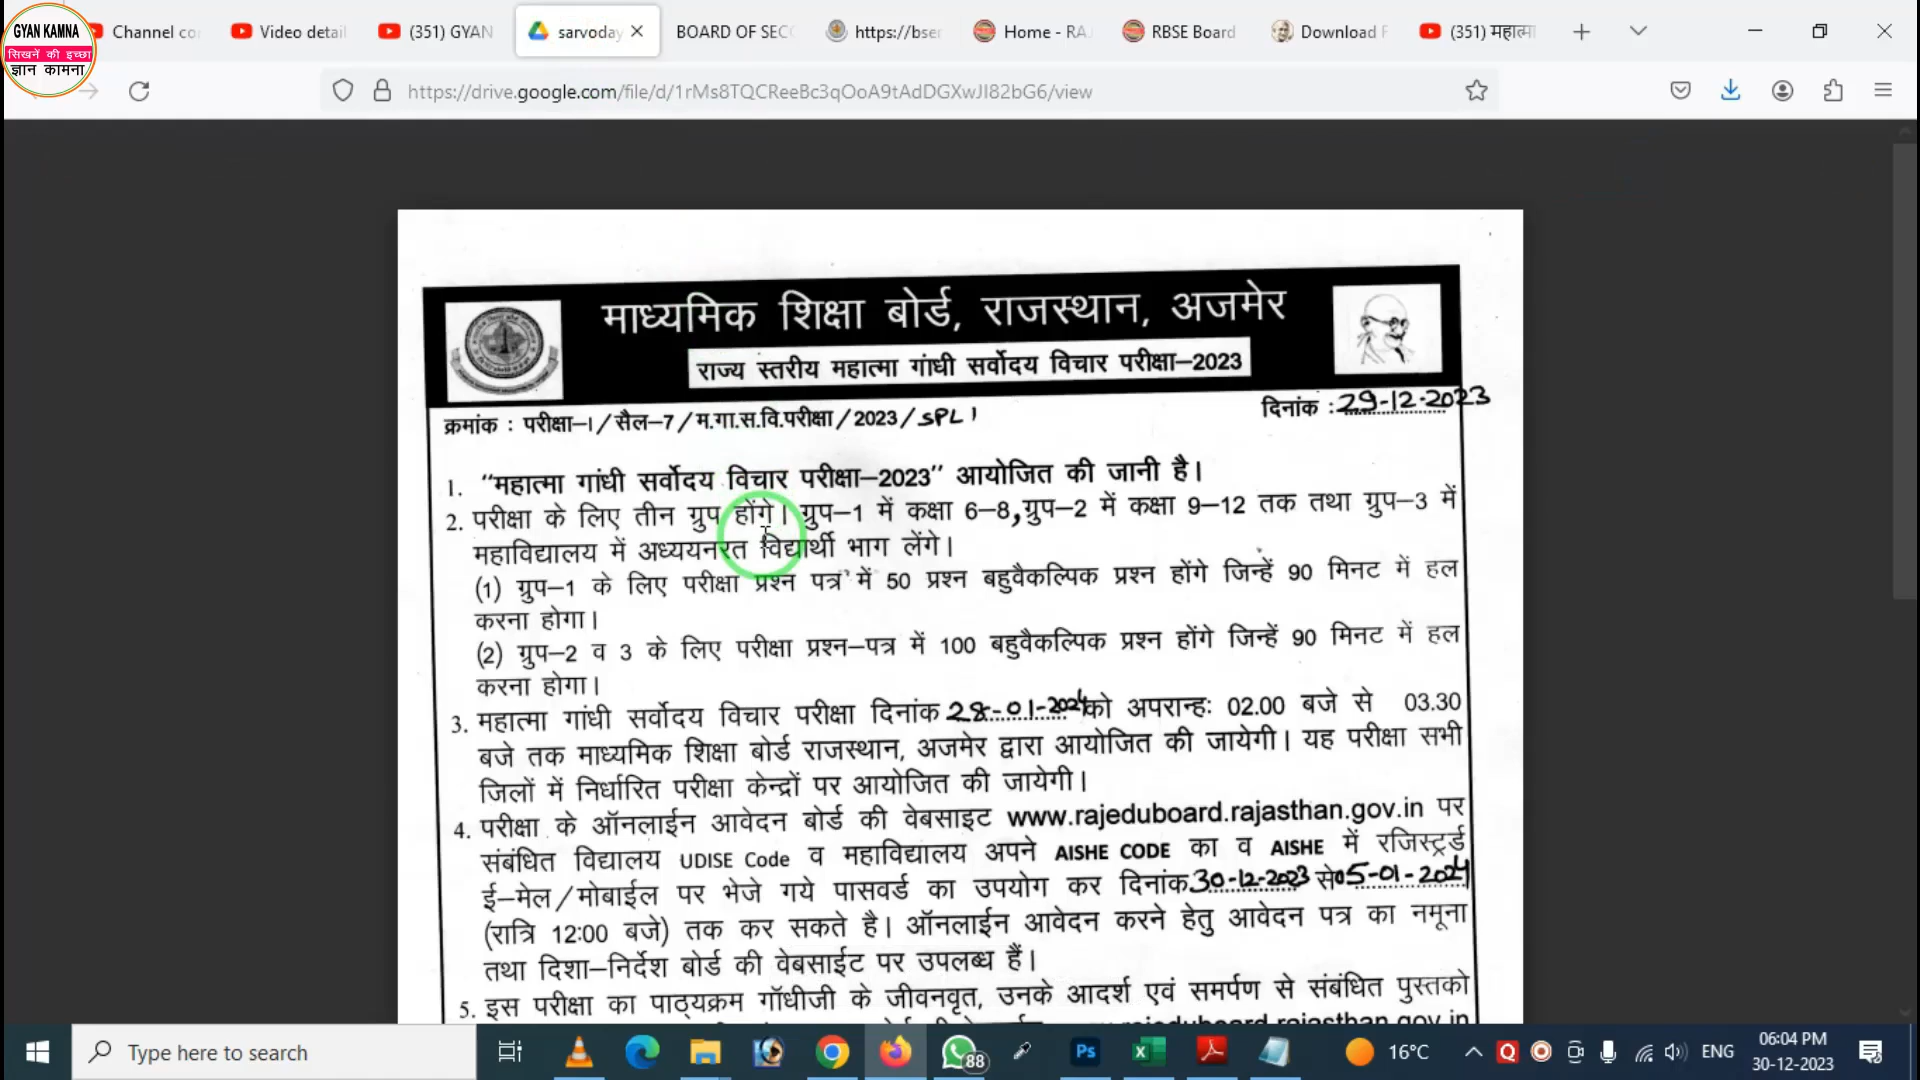 GYAN KAMNA
सिखनें की इच्छा
ज्ञान कामना
Channel co
Video detail
(351) GYAN
sarvoday
BOARD OF SEC
https://bser
Home - RA
RBSE Board
Download F
(351) महात्मा
https://drive.google.com/file/d/1rMs8TQCReeBc3qOoA9tAdDGXwJI82bG6/view
माध्यमिक शिक्षा बोर्ड, राजस्थान, अजमेर
राज्य स्तरीय महात्मा गांधी सर्वोदय विचार परीक्षा–2023
क्रमांक : परीक्षा–।/सैल–7/म.गा.स.वि.परीक्षा/2023/SPL 1
दिनांक : 29-12-2023
1. "महात्मा गांधी सर्वोदय विचार परीक्षा–2023" आयोजित की जानी है।
2. परीक्षा के लिए तीन ग्रुप होंगे। ग्रुप–1 में कक्षा 6–8, ग्रुप–2 में कक्षा 9–12 तक तथा ग्रुप–3 में
महाविद्यालय में अध्ययनरत विद्यार्थी भाग लेंगे।
(1) ग्रुप–1 के लिए परीक्षा प्रश्न पत्र में 50 प्रश्न बहुवैकल्पिक प्रश्न होंगे जिन्हें 90 मिनट में हल
करना होगा।
(2) ग्रुप–2 व 3 के लिए परीक्षा प्रश्न–पत्र में 100 बहुवैकल्पिक प्रश्न होंगे जिन्हें 90 मिनट में हल
करना होगा।
3. महात्मा गांधी सर्वोदय विचार परीक्षा दिनांक 28-01-2024 को अपरान्हः 02.00 बजे से 03.30
बजे तक माध्यमिक शिक्षा बोर्ड राजस्थान, अजमेर द्वारा आयोजित की जायेगी। यह परीक्षा सभी
जिलों में निर्धारित परीक्षा केन्द्रों पर आयोजित की जायेगी।
4. परीक्षा के ऑनलाईन आवेदन बोर्ड की वेबसाइट www.rajeduboard.rajasthan.gov.in पर
संबंधित विद्यालय UDISE Code व महाविद्यालय अपने AISHE CODE का व AISHE में रजिस्ट्रर्ड
ई–मेल/मोबाईल पर भेजे गये पासवर्ड का उपयोग कर दिनांक 30-12-2023 से 05-01-2024
(रात्रि 12:00 बजे) तक कर सकते है। ऑनलाईन आवेदन करने हेतु आवेदन पत्र का नमूना
तथा दिशा–निर्देश बोर्ड की वेबसाईट पर उपलब्ध हैं।
5. इस परीक्षा का पाठ्यक्रम गॉधीजी के जीवनवृत, उनके आदर्श एवं समर्पण से संबंधित पुस्तको
Type here to search
88
Ps
16°C
ENG
06:04 PM
30-12-2023